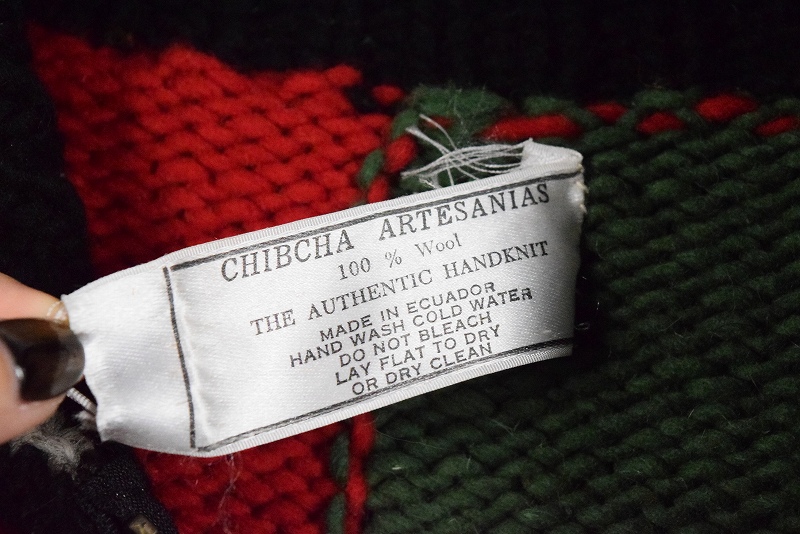 CHIBCHA ARTESANIAS
100 % Wool
THE AUTHENTIC HANDKNIT
MADE IN ECUADOR
HAND WASH COLD WATER
DO NOT BLEACH
LAY FLAT TO DRY
OR DRY CLEAN